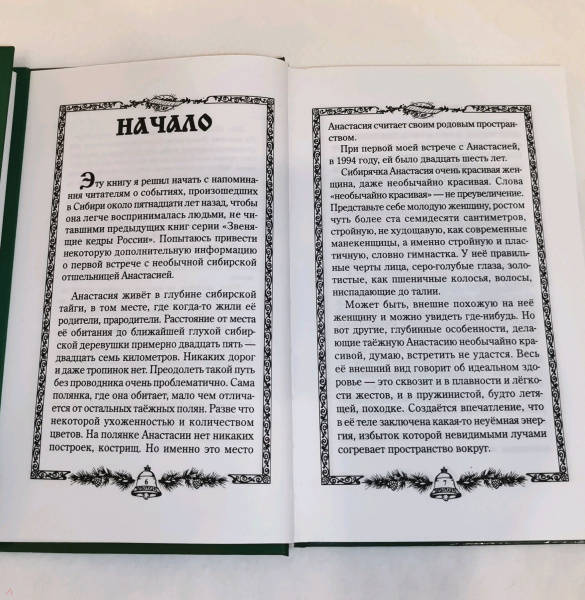 НАЧАЛО
Эту книгу я решил начать с напомина-
ния читателям о событиях, произошедших
в Сибири около пятнадцати лет назад, чтобы
она легче воспринималась людьми, не чи-
тавшими предыдущих книг серии «Звеня-
щие кедры России». Попытаюсь привести
некоторую дополнительную информацию
о первой встрече с необычной сибирской
отшельницей Анастасией.
Анастасия живёт в глубине сибирской
тайги, в том месте, где когда-то жили её
родители, прародители. Расстояние от места
её обитания до ближайшей глухой сибир-
ской деревушки примерно двадцать пять —
двадцать семь километров. Никаких дорог
и даже тропинок нет. Преодолеть такой путь
без проводника очень проблематично. Сама
полянка, где она обитает, мало чем отлича-
ется от остальных таёжных полян. Разве что
некоторой ухоженностью и количеством
цветов. На полянке Анастасии нет никаких
построек, кострищ. Но именно это место
6
Анастасия считает своим родовым простран-
ством.
При первой моей встрече с Анастасией,
в 1994 году, ей было двадцать шесть лет.
Сибирячка Анастасия очень красивая жен-
щина, даже необычайно красивая. Слова
«необычайно красивая» — не преувеличение.
Представьте себе молодую женщину, ростом
чуть более ста семидесяти сантиметров,
стройную, не худощавую, как современные
манекенщицы, а именно стройную и плас-
тичную, словно гимнастка. У неё правиль-
ные черты лица, серо-голубые глаза, золо-
тистые, как пшеничные колосья, волосы,
ниспадающие до талии.
Может быть, внешне похожую на неё
женщину и можно увидеть где-нибудь. Но
вот другие, глубинные особенности, делаю-
щие таёжную Анастасию необычайно кра-
сивой, думаю, встретить не удастся. Весь
её внешний вид говорит об идеальном здо-
ровье — это сквозит и в плавности и лёгко-
сти жестов, и в пружинистой, будто летя-
щей, походке. Создаётся впечатление, что
в её теле заключена какая-то неуёмная энер-
гия, избыток которой невидимыми лучами
согревает пространство вокруг.
7